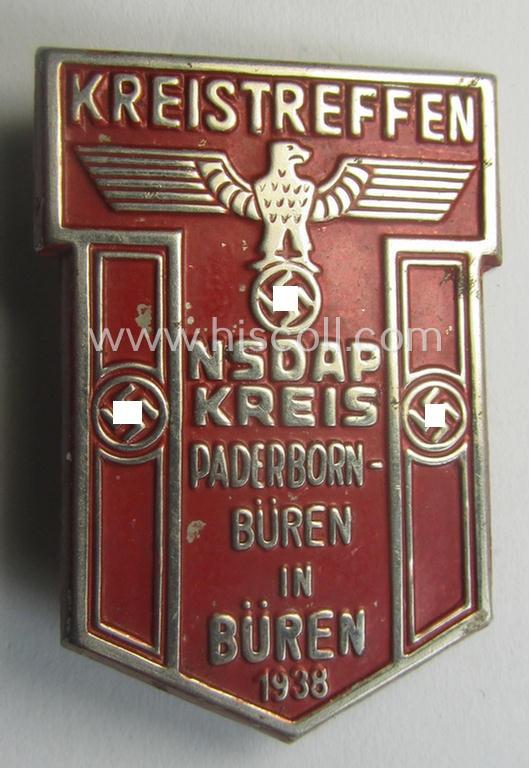 KREISTREFFEN
www.hiscoll.com
NSDAP
KREIS
PADERBORN-
BÜREN
IN
BÜREN
1938